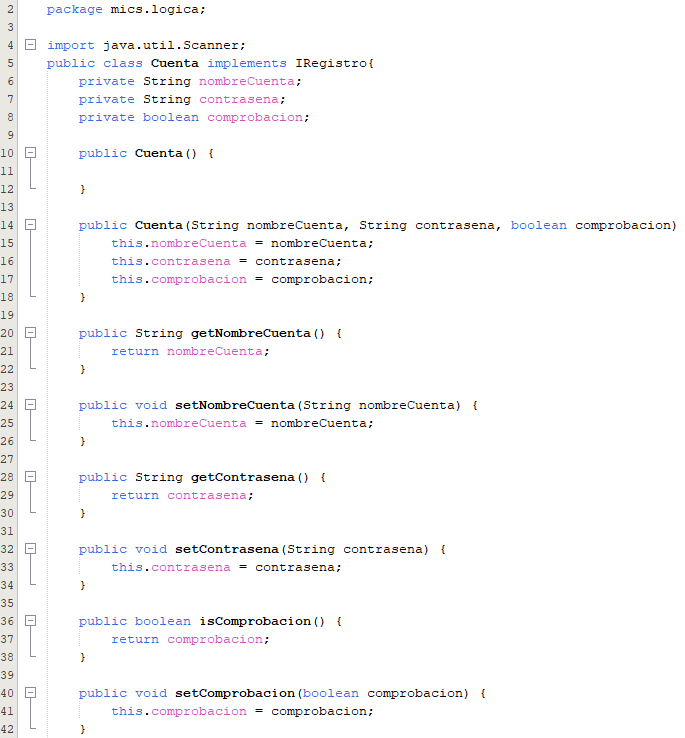 2 package mics.logica;
3
4 import java.util.Scanner;
5 public class Cuenta implements IRegistro{
6     private String nombreCuenta;
7     private String contrasena;
8     private boolean comprobacion;
9
10     public Cuenta() {
11
12     }
13
14     public Cuenta(String nombreCuenta, String contrasena, boolean comprobacion)
15         this.nombreCuenta = nombreCuenta;
16         this.contrasena = contrasena;
17         this.comprobacion = comprobacion;
18     }
19
20     public String getNombreCuenta() {
21         return nombreCuenta;
22     }
23
24     public void setNombreCuenta(String nombreCuenta) {
25         this.nombreCuenta = nombreCuenta;
26     }
27
28     public String getContrasena() {
29         return contrasena;
30     }
31
32     public void setContrasena(String contrasena) {
33         this.contrasena = contrasena;
34     }
35
36     public boolean isComprobacion() {
37         return comprobacion;
38     }
39
40     public void setComprobacion(boolean comprobacion) {
41         this.comprobacion = comprobacion;
42     }